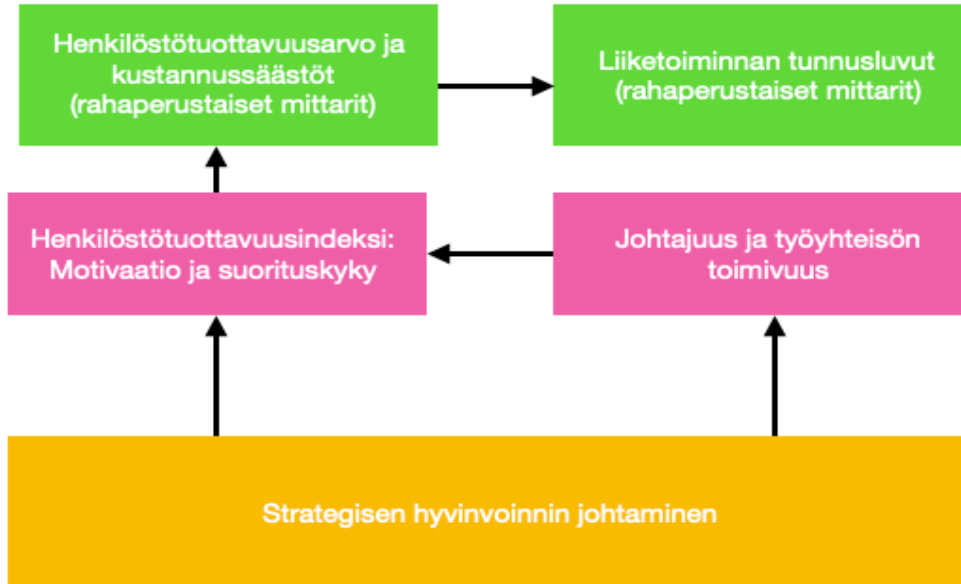 Henkilöstötuottavuusarvo ja
kustannussäästöt
(rahaperustaiset mittarit)
Liiketoiminnan tunnusluvut
(rahaperustaiset mittarit)
Henkilöstötuottavuusindeksi:
Motivaatio ja suorituskyky
Johtajuus ja työyhteisön
toimivuus
Strategisen hyvinvoinnin johtaminen